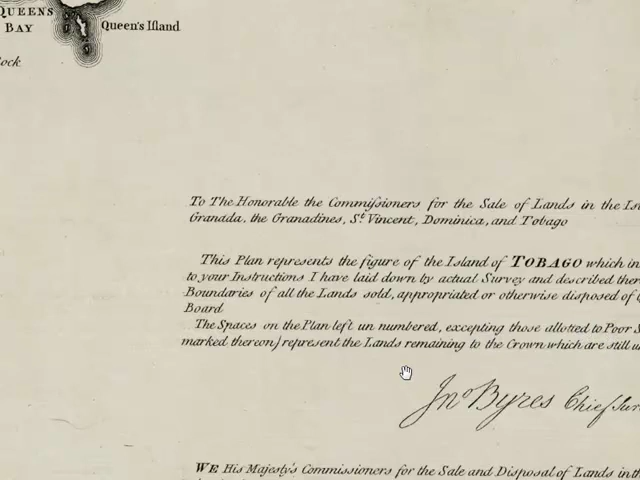 QUEENS
BAY
Queen's Island
ock
To The Honorable the Commissioners for the Sale of Lands in the Is
Granada, the Granadines, St. Vincent, Dominica, and Tobago
This Plan represents the figure of the Island of TOBAGO which in
to your Instructions I have laid down by actual Survey and described ther
Boundaries of all the Lands sold, appropriated or otherwise disposed of
Board
The Spaces on the Plan left un numbered, excepting those allotted to Poor S
marked thereon) represent the Lands remaining to the Crown which are still u
Jno Byres Chief Sur
WE His Majesty's Commissioners for the Sale and Disposal of Lands in th